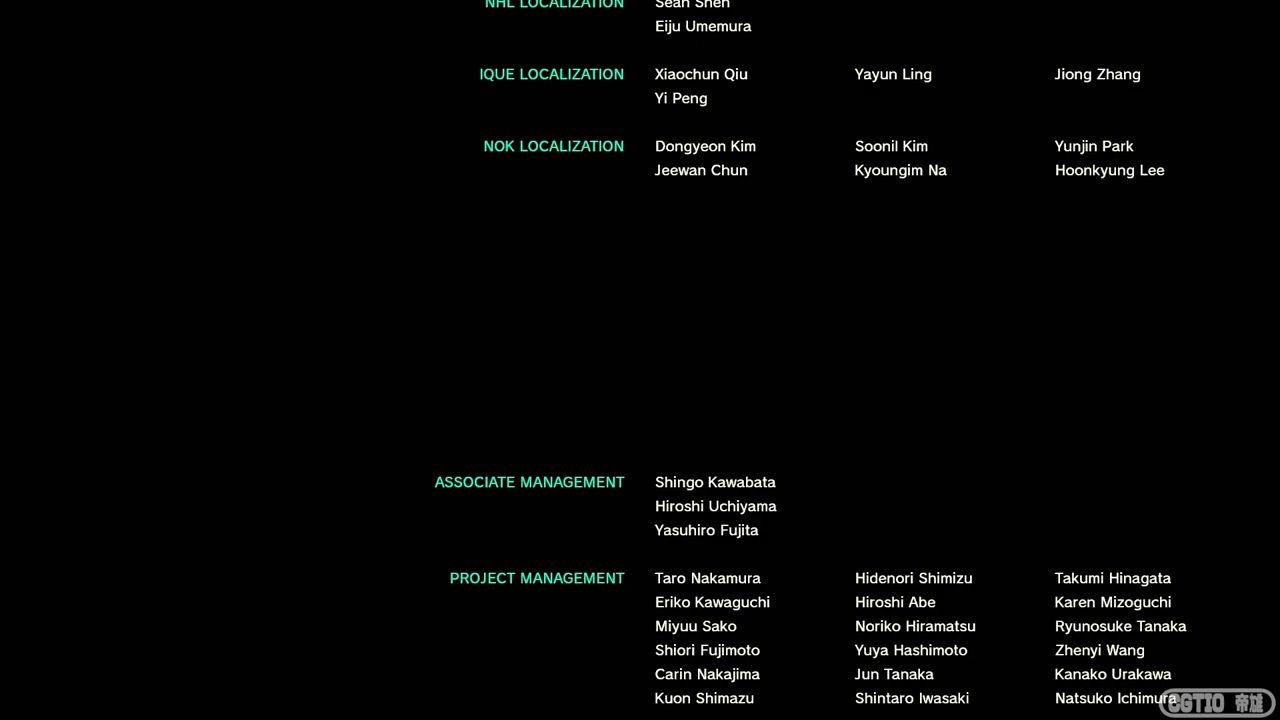 NHL LOCALIZATION Sean Shen
Eiju Umemura
IQUE LOCALIZATION Xiaochun Qiu Yayun Ling Jiong Zhang
Yi Peng
NOK LOCALIZATION Dongyeon Kim Soonil Kim Yunjin Park
Jeewan Chun Kyoungim Na Hoonkyung Lee
ASSOCIATE MANAGEMENT Shingo Kawabata
Hiroshi Uchiyama
Yasuhiro Fujita
PROJECT MANAGEMENT Taro Nakamura Hidenori Shimizu Takumi Hinagata
Eriko Kawaguchi Hiroshi Abe Karen Mizoguchi
Miyuu Sako Noriko Hiramatsu Ryunosuke Tanaka
Shiori Fujimoto Yuya Hashimoto Zhenyi Wang
Carin Nakajima Jun Tanaka Kanako Urakawa
Kuon Shimazu Shintaro Iwasaki Natsuko Ichimura
CGTIO 帝雄